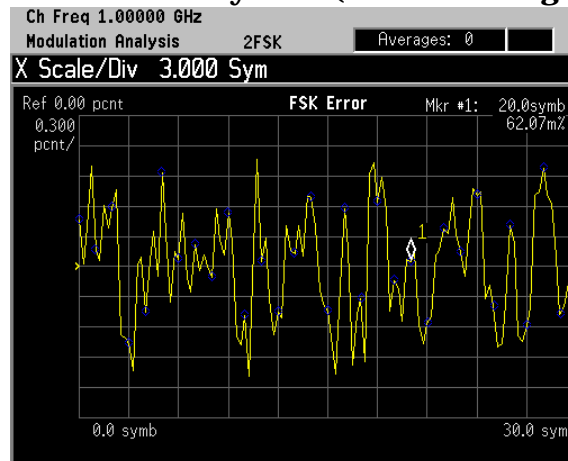 Ch Freq 1.00000 GHz
Modulation Analysis 2FSK Averages: 0
X Scale/Div 3.000 Sym
Ref 0.00 pcnt FSK Error Mkr #1: 20.0symb
0.300 62.07m%
pcnt/
1
0.0 symb 30.0 sym